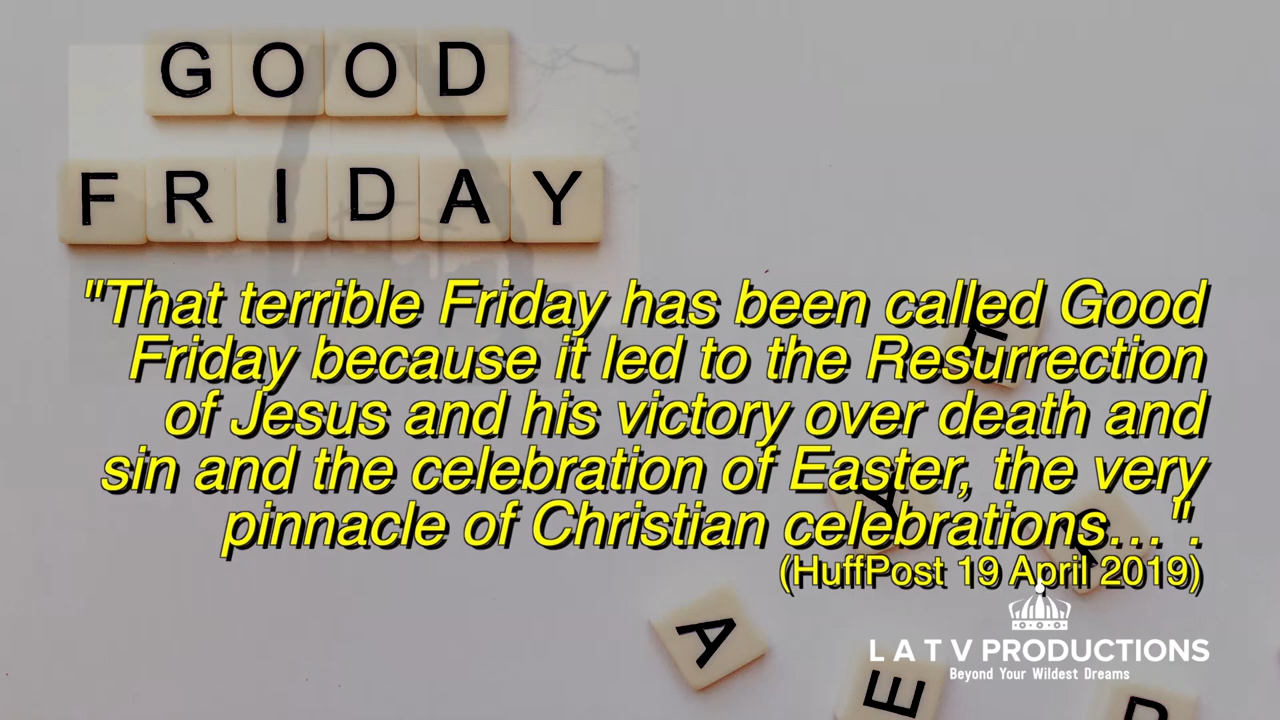 GOOD
FRIDAY
"That terrible Friday has been called Good
Friday because it led to the Resurrection
of Jesus and his victory over death and
sin and the celebration of Easter, the very
pinnacle of Christian celebrations… ".
(HuffPost 19 April 2019)
L A T V PRODUCTIONS
Beyond Your Wildest Dreams
A
E